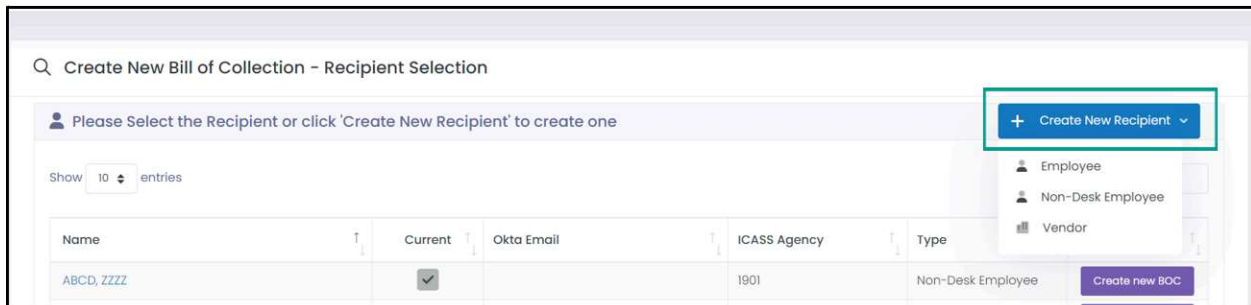 Create New Bill of Collection - Recipient Selection
Please Select the Recipient or click 'Create New Recipient' to create one
+ Create New Recipient
Show 10 entries
Employee
Non-Desk Employee
Vendor
Name Current Okta Email ICASS Agency Type
ABCD, ZZZZ 1901 Non-Desk Employee Create new BOC